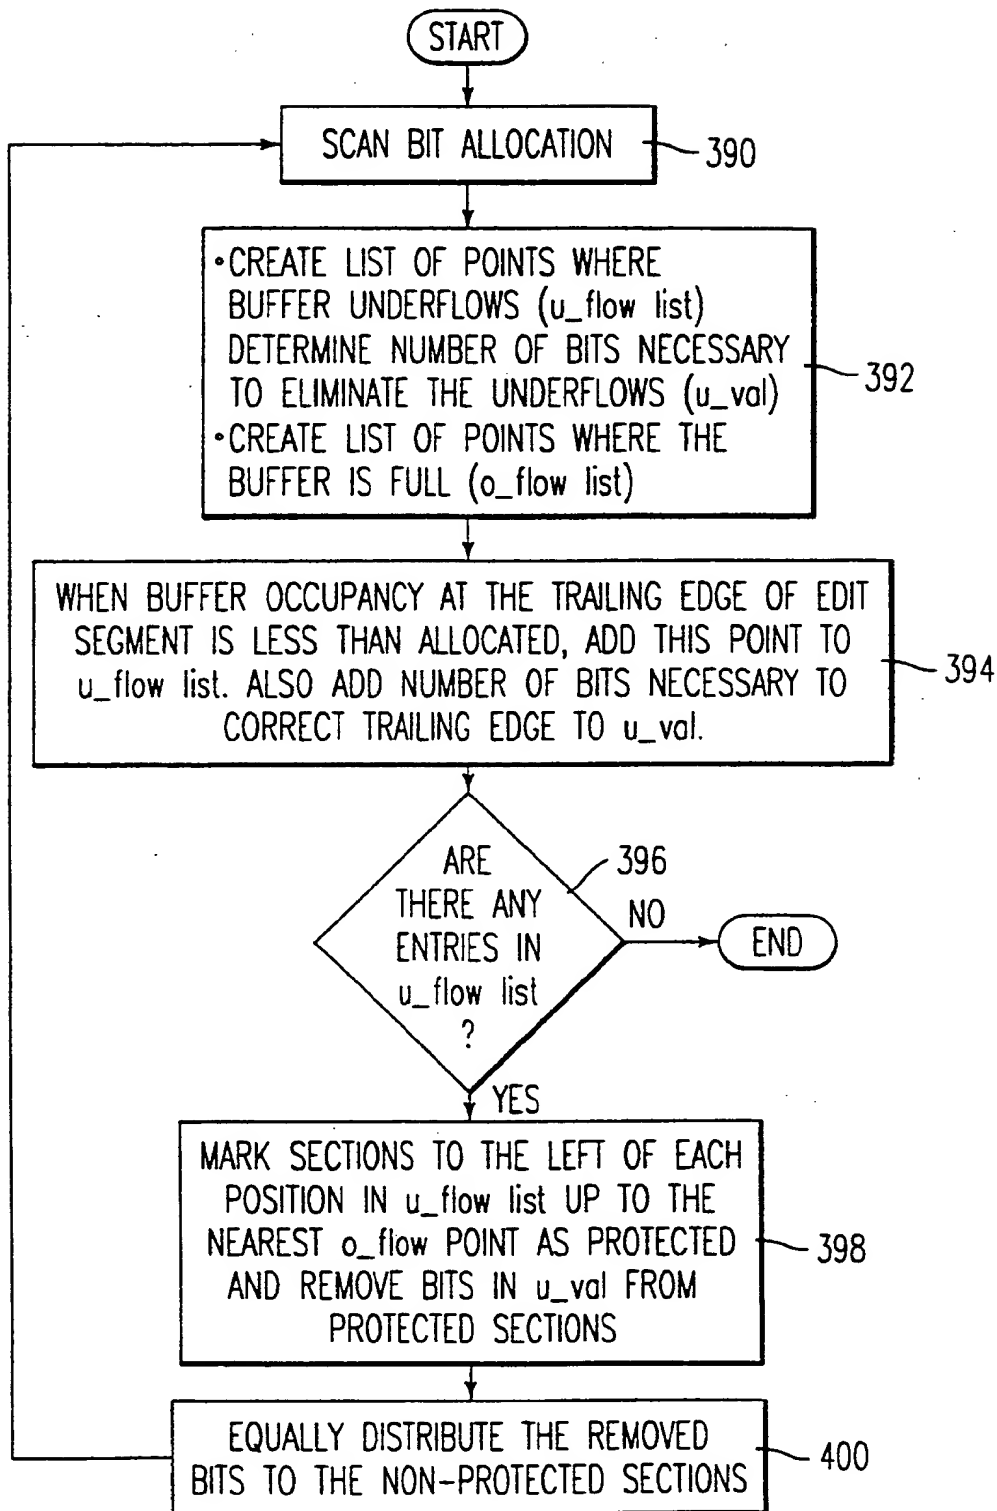 START
SCAN BIT ALLOCATION
390
•CREATE LIST OF POINTS WHERE
BUFFER UNDERFLOWS (u_flow list)
DETERMINE NUMBER OF BITS NECESSARY
TO ELIMINATE THE UNDERFLOWS (u_val)
•CREATE LIST OF POINTS WHERE THE
BUFFER IS FULL (o_flow list)
392
WHEN BUFFER OCCUPANCY AT THE TRAILING EDGE OF EDIT
SEGMENT IS LESS THAN ALLOCATED, ADD THIS POINT TO
u_flow list. ALSO ADD NUMBER OF BITS NECESSARY TO
CORRECT TRAILING EDGE TO u_val.
394
ARE
THERE ANY
ENTRIES IN
u_flow list
?
396
NO
END
YES
MARK SECTIONS TO THE LEFT OF EACH
POSITION IN u_flow list UP TO THE
NEAREST o_flow POINT AS PROTECTED
AND REMOVE BITS IN u_val FROM
PROTECTED SECTIONS
398
EQUALLY DISTRIBUTE THE REMOVED
BITS TO THE NON-PROTECTED SECTIONS
400